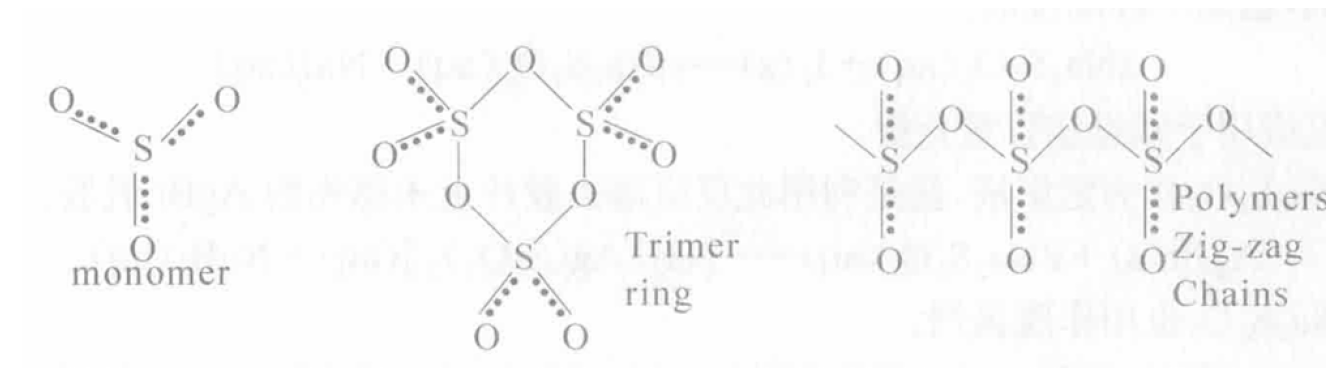 O O
S
O
monomer
O O O O
S S
O O
O O
S
O O
Trimer
ring
O O O
O O O
S S S
O O O
Polymers
Zig-zag
Chains